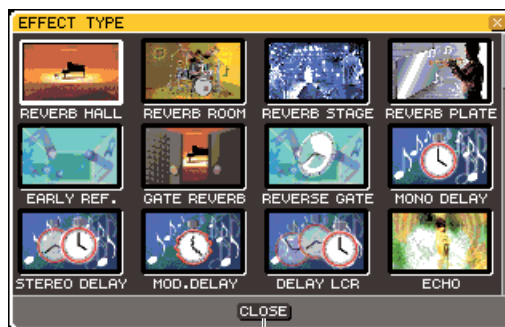 EFFECT TYPE
REVERB HALL REVERB ROOM REVERB STAGE REVERB PLATE
EARLY REF. GATE REVERB REVERSE GATE MONO DELAY
STEREO DELAY MOD.DELAY DELAY LCR ECHO
CLOSE